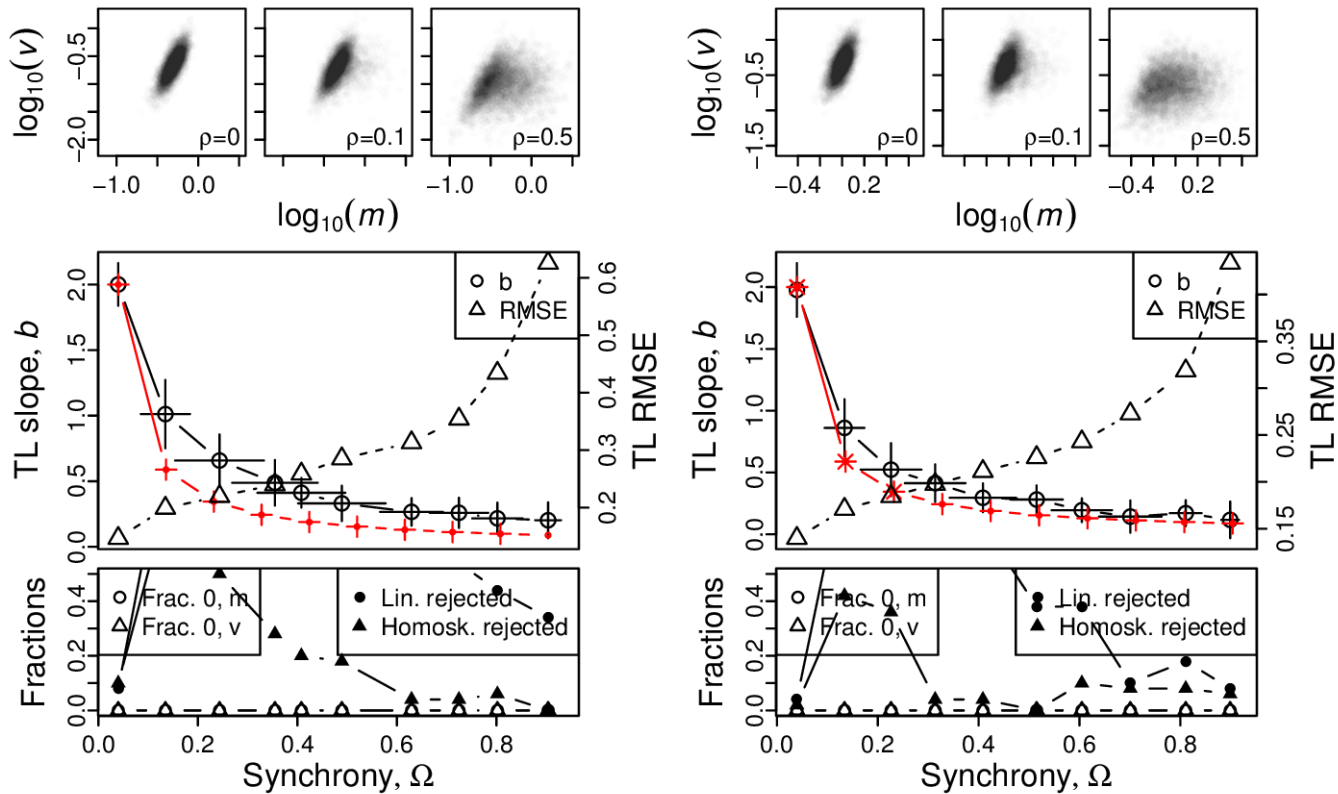 log10(v)
−0.5
−2.0
ρ=0
ρ=0.1
ρ=0.5
−1.0 0.0 −1.0 0.0
log10(m)
TL slope, b
2.0
1.5
1.0
0.5
0.0
b
RMSE
TL RMSE
0.6
0.5
0.4
0.3
0.2
Fractions
0.4
0.2
0.0
Frac. 0, m
Frac. 0, v
Lin. rejected
Homosk. rejected
0.0 0.2 0.4 0.6 0.8
Synchrony, Ω
log10(v)
−0.5
−1.5
ρ=0
ρ=0.1
ρ=0.5
−0.4 0.2 −0.4 0.2
log10(m)
TL slope, b
2.0
1.5
1.0
0.5
0.0
b
RMSE
TL RMSE
0.35
0.25
0.15
Fractions
0.4
0.2
0.0
Frac. 0, m
Frac. 0, v
Lin. rejected
Homosk. rejected
0.0 0.2 0.4 0.6 0.8
Synchrony, Ω